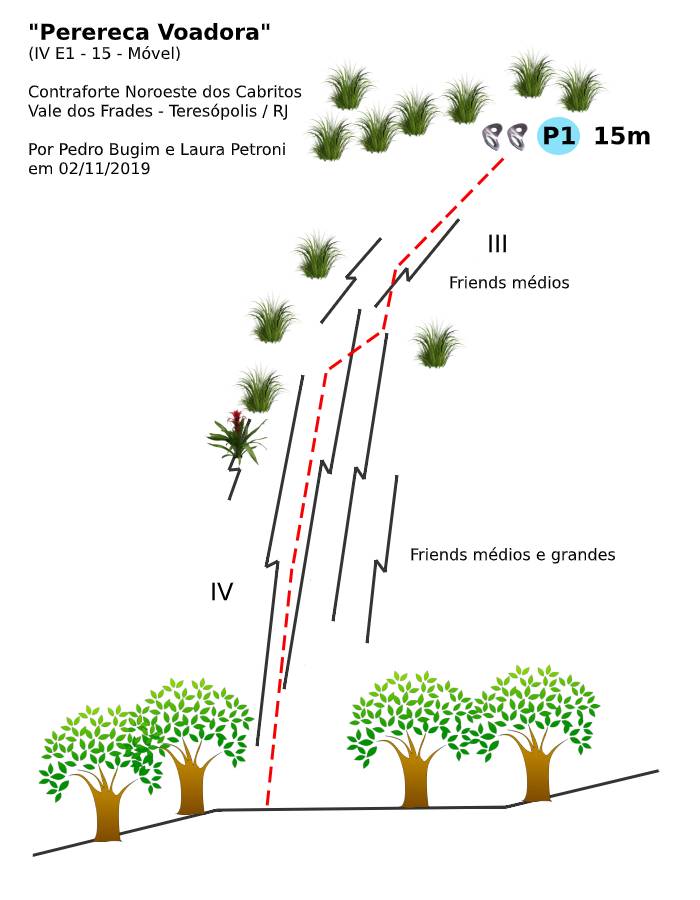 "Perereca Voadora"
(IV E1 - 15 - Móvel)
Contraforte Noroeste dos Cabritos
Vale dos Frades - Teresópolis / RJ
Por Pedro Bugim e Laura Petroni
em 02/11/2019
P1 15m
III
Friends médios
Friends médios e grandes
IV